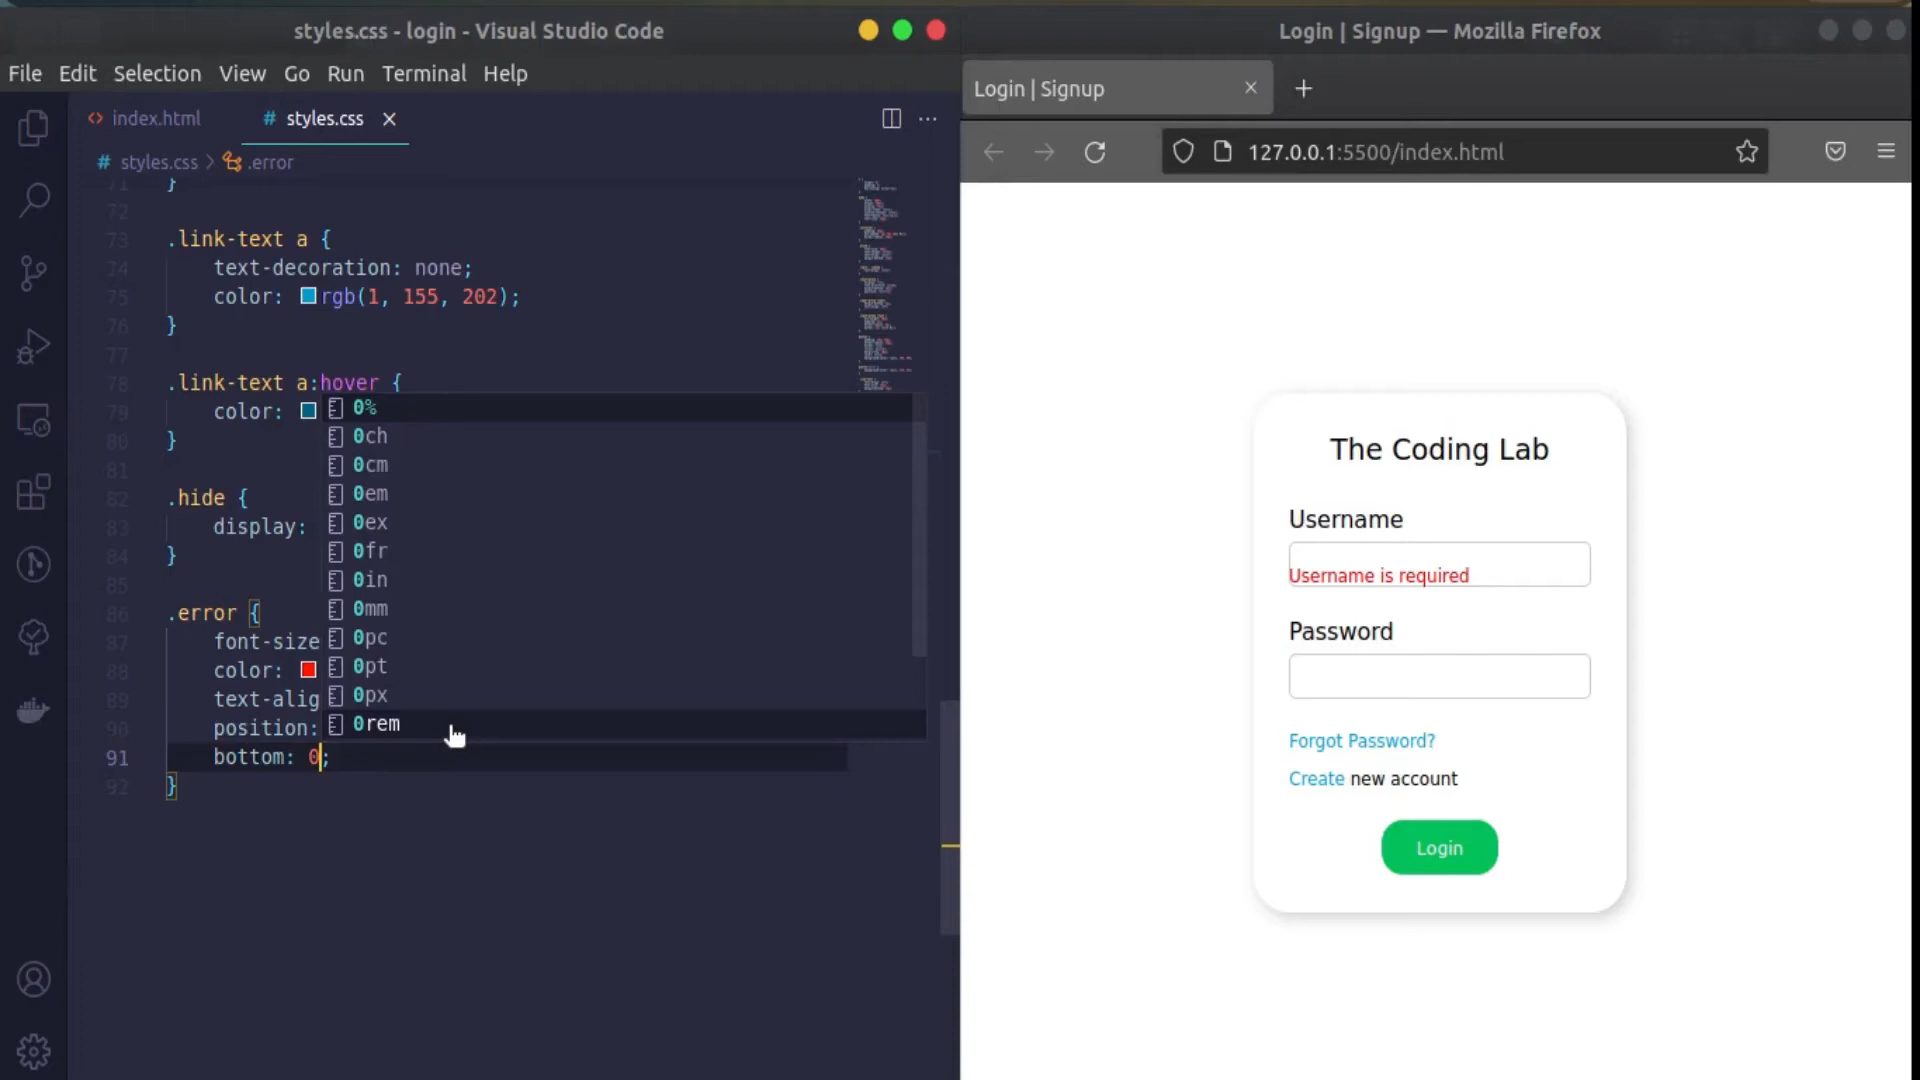 styles.css - login - Visual Studio Code
File Edit Selection View Go Run Terminal Help
<> index.html # styles.css ×
# styles.css > .error
71 }
72
73 .link-text a {
74 text-decoration: none;
75 color: rgb(1, 155, 202);
76 }
77
78 .link-text a:hover {
79 color:
80 }
81
82 .hide {
83 display:
84 }
85
86 .error {
87 font-size
88 color:
89 text-alig
90 position:
91 bottom: 0;
92 }
0%
0ch
0cm
0em
0ex
0fr
0in
0mm
0pc
0pt
0px
0rem
Login | Signup — Mozilla Firefox
Login | Signup × +
127.0.0.1:5500/index.html
The Coding Lab
Username
Username is required
Password
Forgot Password?
Create new account
Login